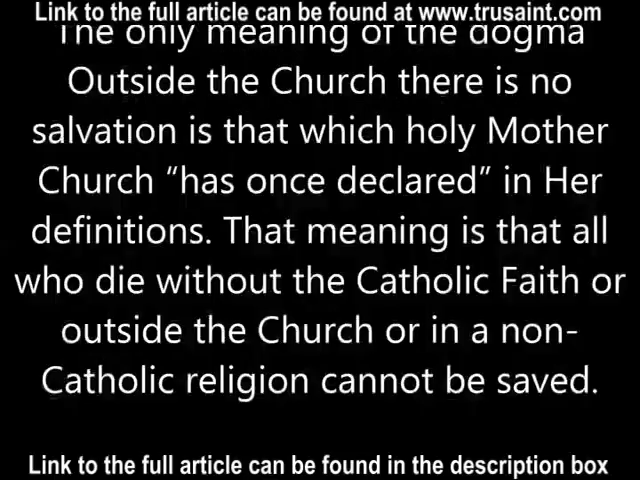 Link to the full article can be found at www.trusaint.com
The only meaning of the dogma
Outside the Church there is no
salvation is that which holy Mother
Church “has once declared” in Her
definitions. That meaning is that all
who die without the Catholic Faith or
outside the Church or in a non-
Catholic religion cannot be saved.
Link to the full article can be found in the description box